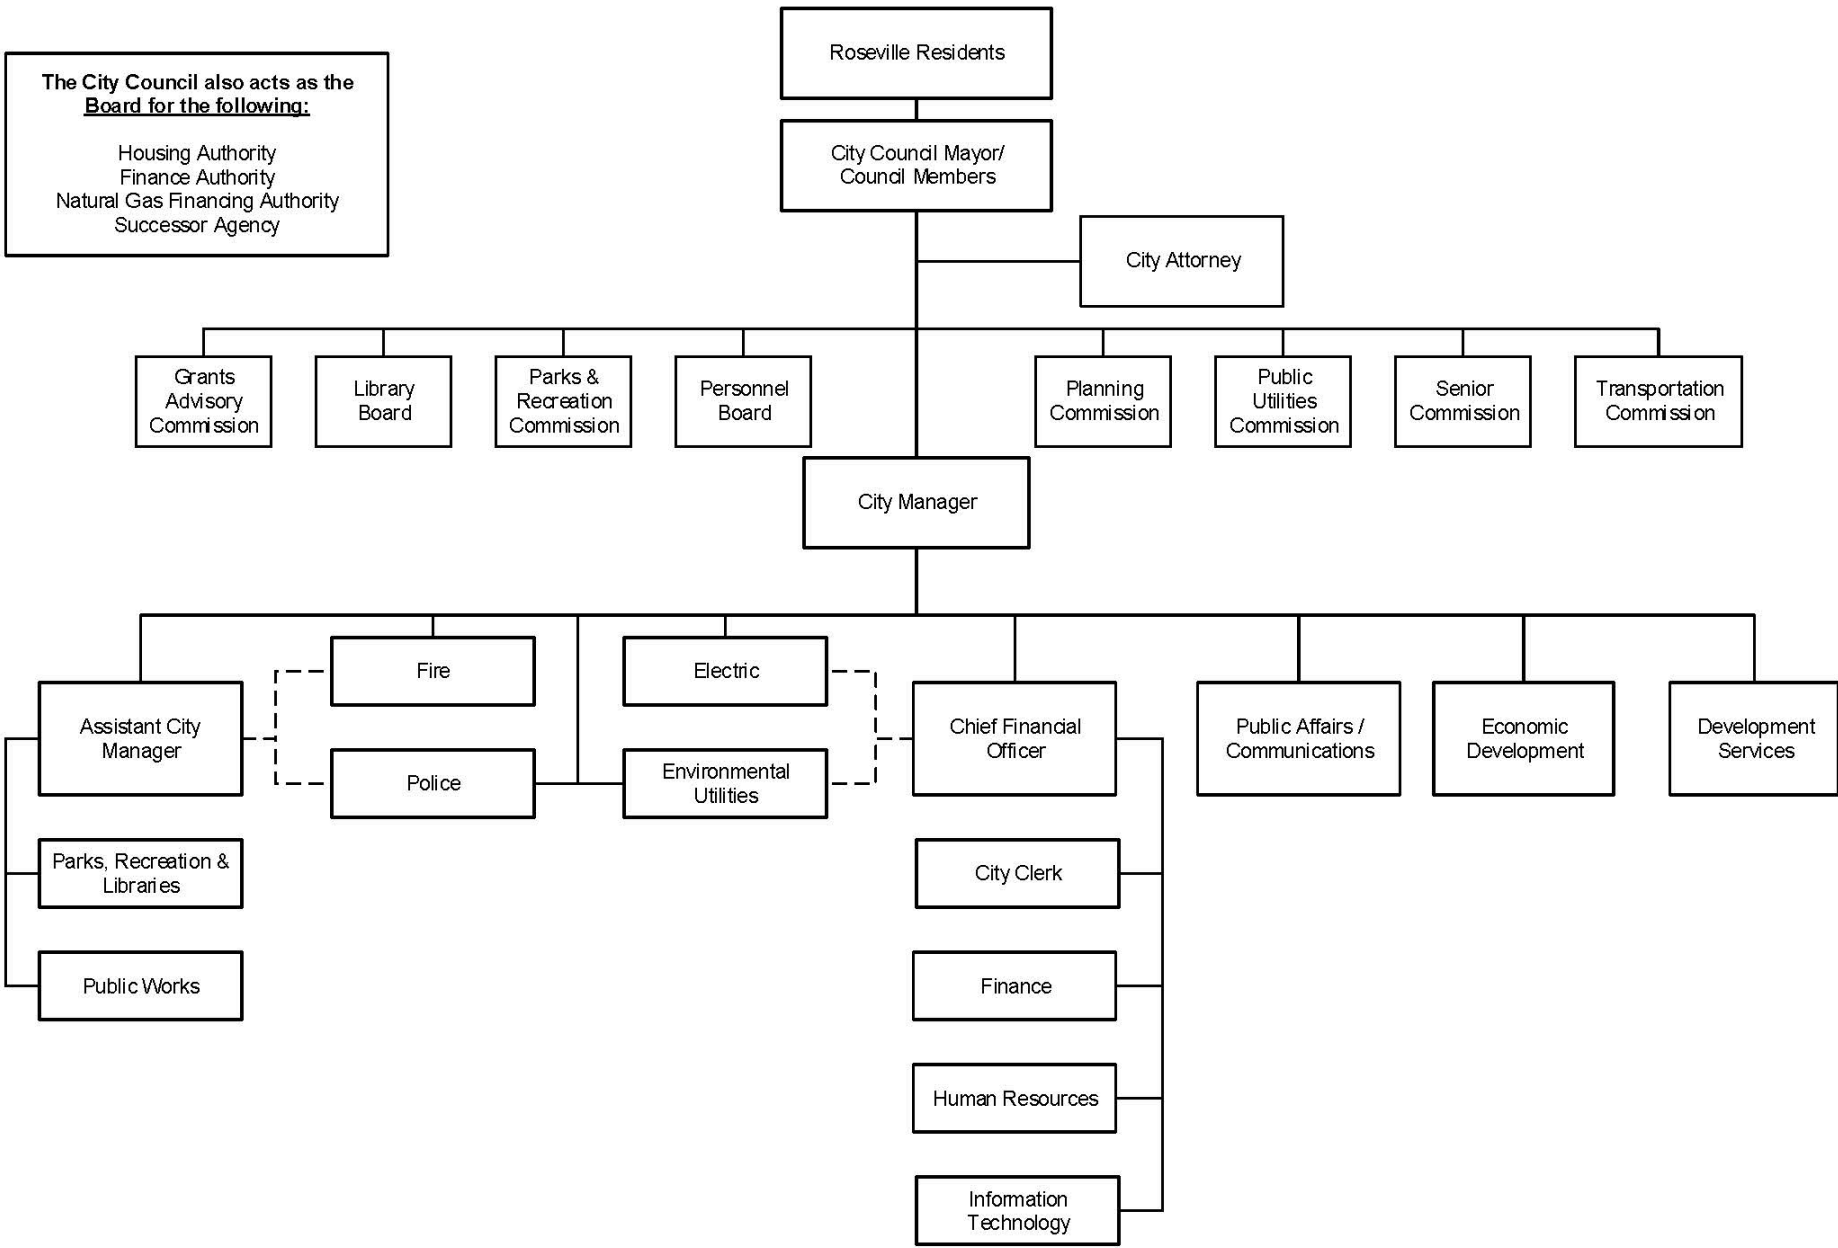 Roseville Residents
The City Council also acts as the
Board for the following:
Housing Authority
Finance Authority
Natural Gas Financing Authority
Successor Agency
City Council Mayor/
Council Members
City Attorney
Grants
Advisory
Commission
Library
Board
Parks &
Recreation
Commission
Personnel
Board
Planning
Commission
Public
Utilities
Commission
Senior
Commission
Transportation
Commission
City Manager
Fire
Electric
Assistant City
Manager
Chief Financial
Officer
Public Affairs /
Communications
Economic
Development
Development
Services
Police
Environmental
Utilities
Parks, Recreation &
Libraries
City Clerk
Public Works
Finance
Human Resources
Information
Technology